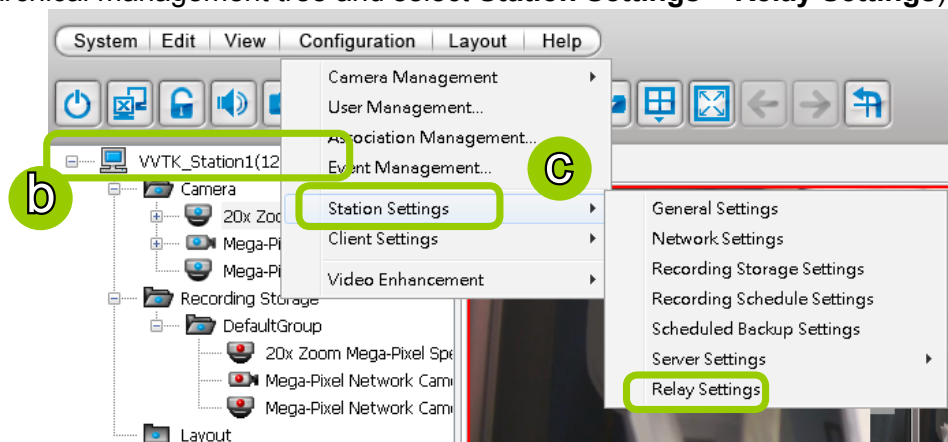 archical management tree and select Station Settings > Relay Settings)
System Edit View Configuration Layout Help
Camera Management
User Management...
Association Management...
Event Management...
Station Settings
Client Settings
Video Enhancement
General Settings
Network Settings
Recording Storage Settings
Recording Schedule Settings
Scheduled Backup Settings
Server Settings
Relay Settings
b
c
VVTK_Station1(12
Camera
20x Zoo
Mega-Pi
Mega-Pi
Recording Storage
DefaultGroup
20x Zoom Mega-Pixel Spe
Mega-Pixel Network Cam
Mega-Pixel Network Cam
Layout